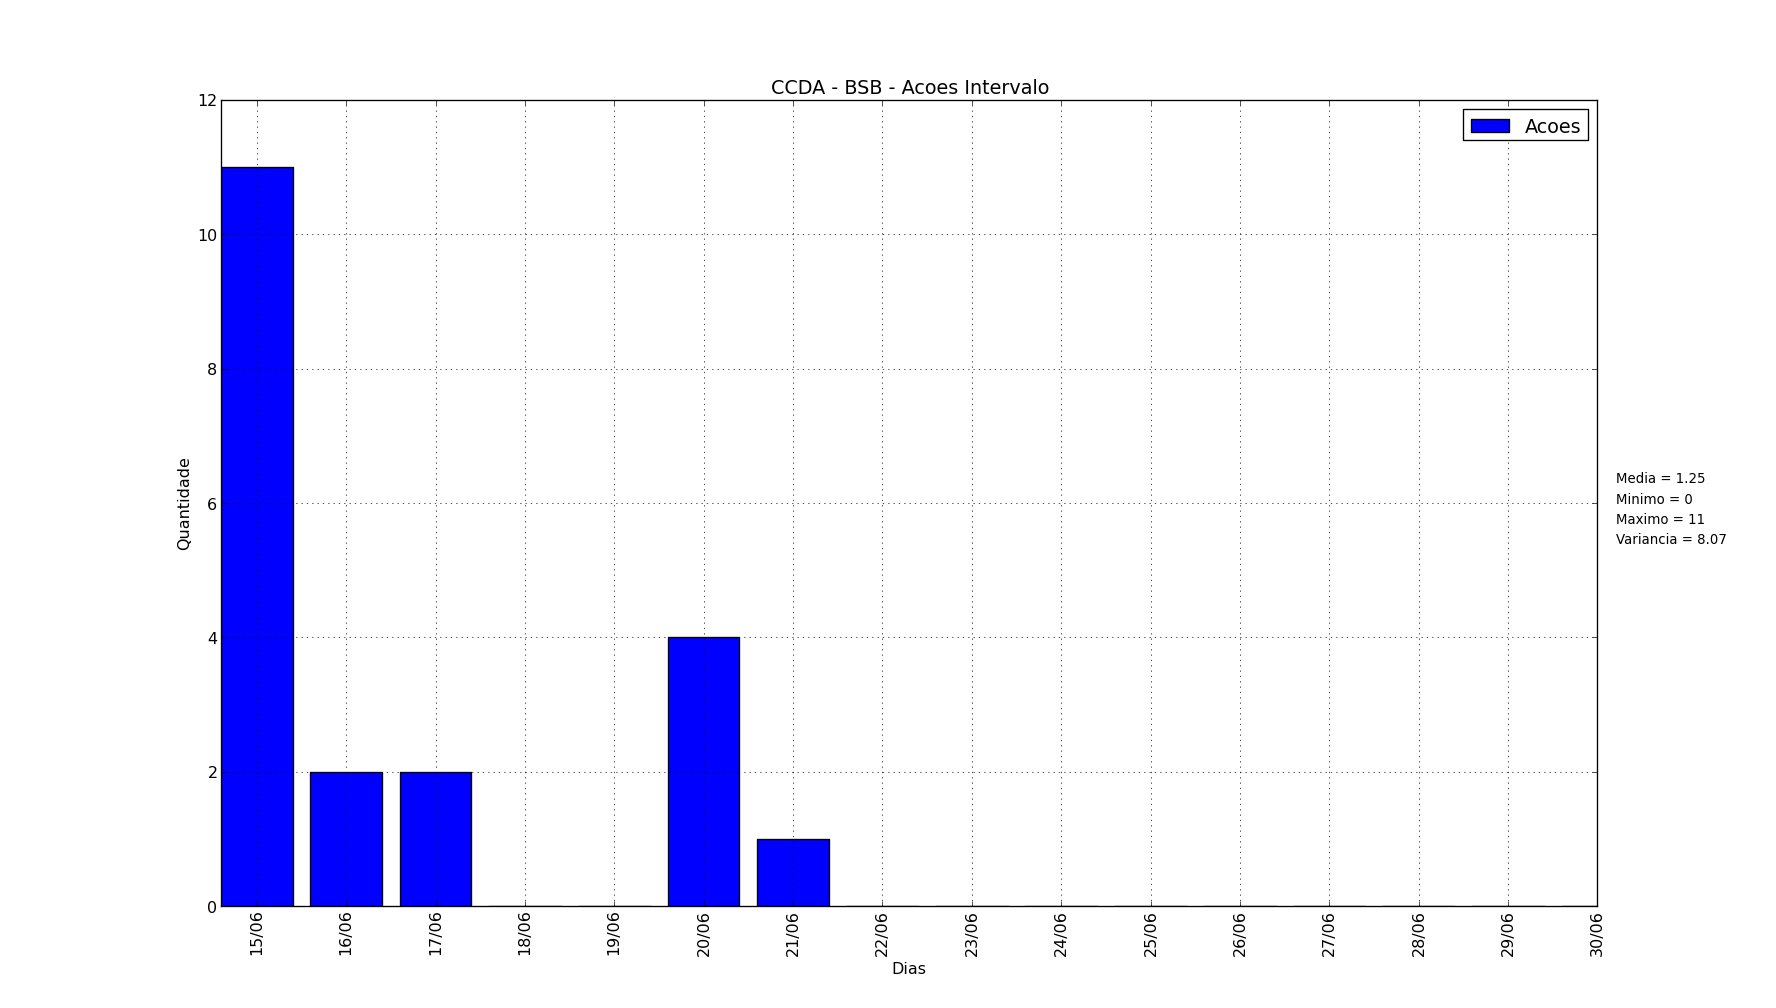 CCDA - BSB - Acoes Intervalo
Acoes
12
10
8
6
4
2
0
Quantidade
15/06
16/06
17/06
18/06
19/06
20/06
21/06
22/06
23/06
24/06
25/06
26/06
27/06
28/06
29/06
30/06
Dias
Media = 1.25
Minimo = 0
Maximo = 11
Variancia = 8.07